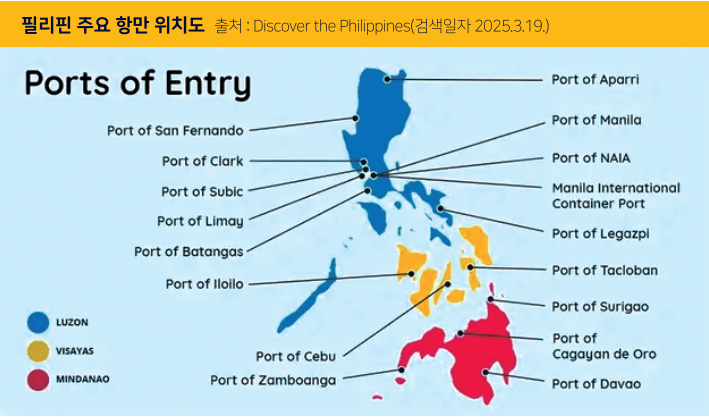 필리핀 주요 항만 위치도 출처 : Discover the Philippines(검색일자 2025.3.19.)
Ports of Entry
Port of San Fernando
Port of Clark
Port of Subic
Port of Limay
Port of Batangas
Port of Iloilo
Port of Cebu
Port of Zamboanga
Port of Aparri
Port of Manila
Port of NAIA
Manila International
Container Port
Port of Legazpi
Port of Tacloban
Port of Surigao
Port of
Cagayan de Oro
Port of Davao
LUZON
VISAYAS
MINDANAO